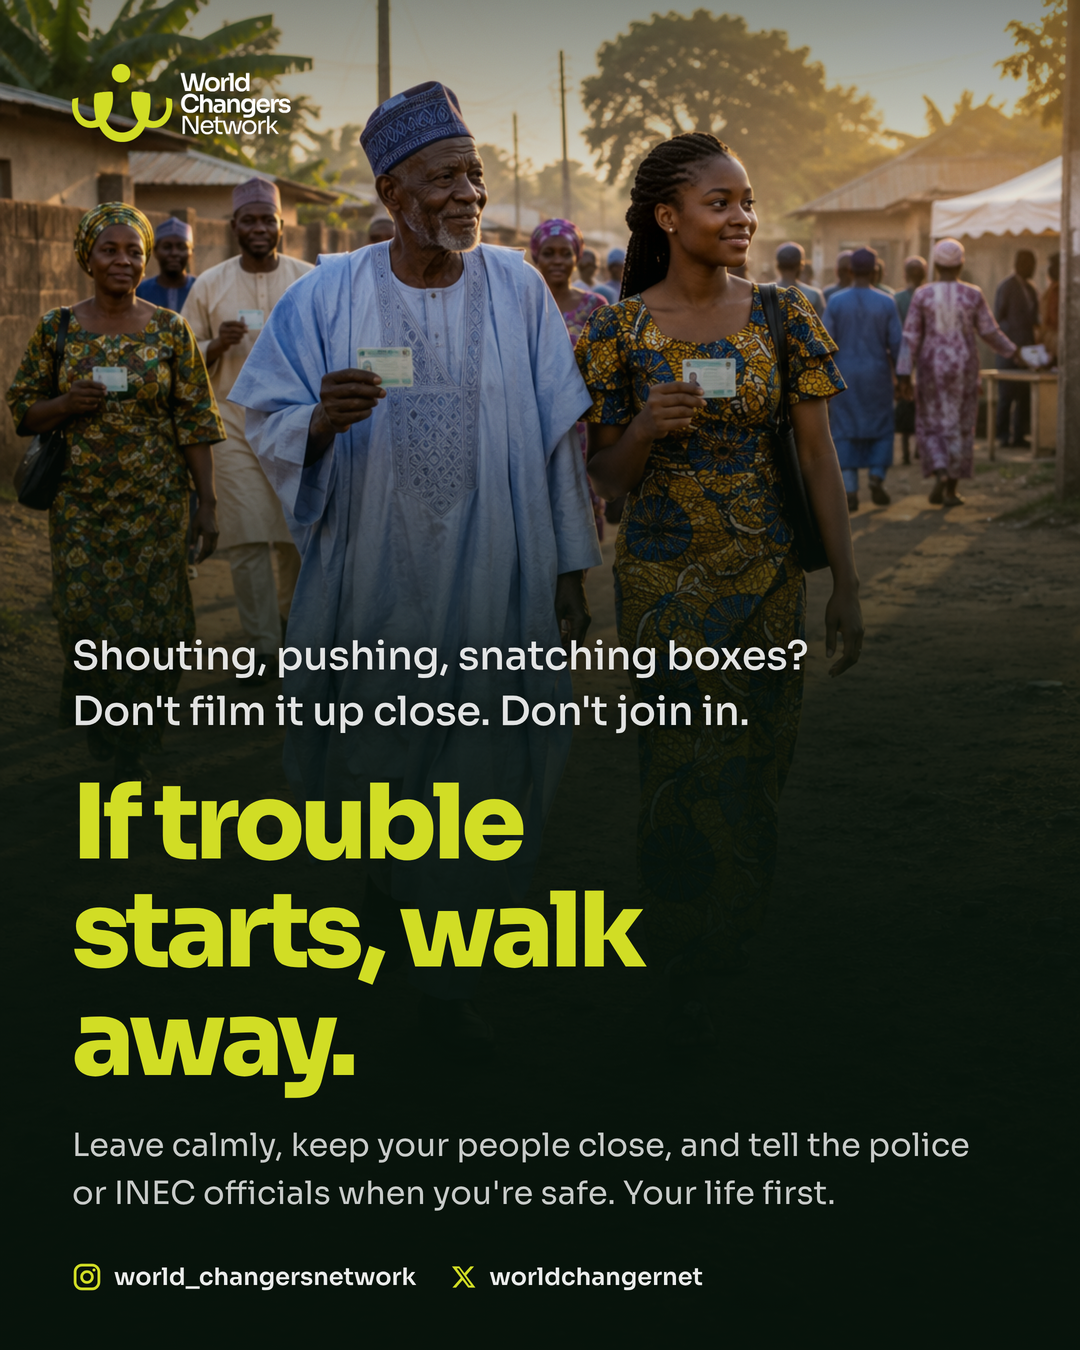 World
Changers
Network
Shouting, pushing, snatching boxes?
Don't film it up close. Don't join in.
If trouble
starts, walk
away.
Leave calmly, keep your people close, and tell the police
or INEC officials when you're safe. Your life first.
world_changersnetwork worldchangernet